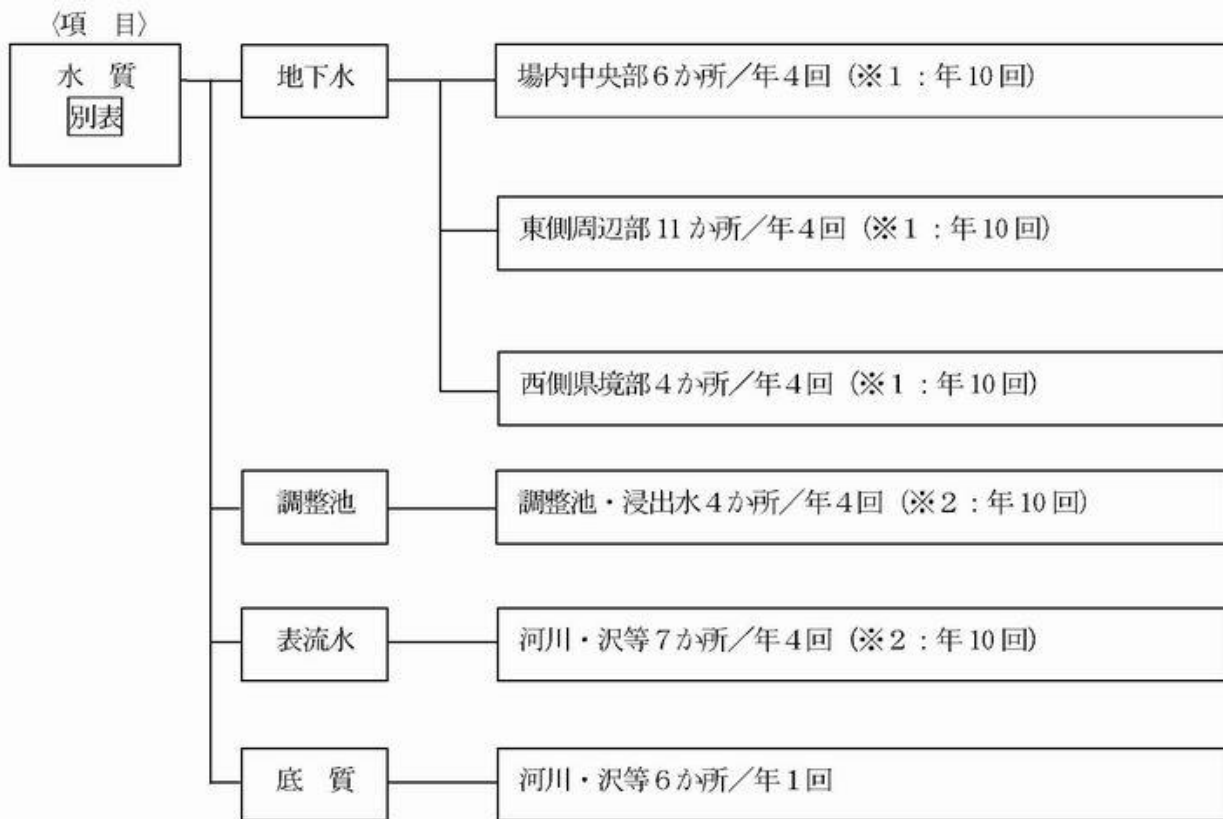 〈項 目〉
水 質
別表
地下水
場内中央部6か所/年4回（※1：年10回）
東側周辺部11か所/年4回（※1：年10回）
西側県境部4か所/年4回（※1：年10回）
調整池
調整池・浸出水4か所/年4回（※2：年10回）
表流水
河川・沢等7か所/年4回（※2：年10回）
底 質
河川・沢等6か所/年1回